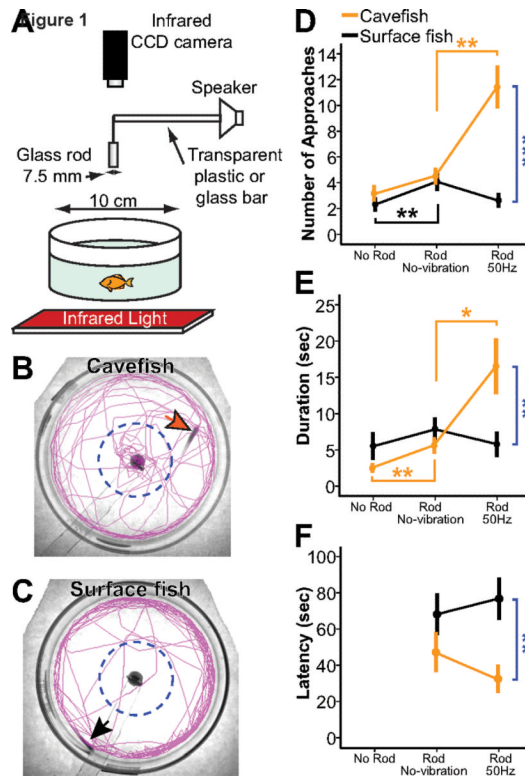 Figure 1
A
Infrared
CCD camera
Speaker
Glass rod
7.5 mm
Transparent
plastic or
glass bar
10 cm
Infrared Light
B
Cavefish
C
Surface fish
D
Cavefish
Surface fish
Number of Approaches
14
12
10
8
6
4
2
0
**
**
***
No Rod
Rod
No-vibration
Rod
50Hz
E
Duration (sec)
25
20
15
10
5
0
*
**
No Rod
Rod
No-vibration
Rod
50Hz
F
Latency (sec)
100
80
60
40
20
0
No Rod
Rod
No-vibration
Rod
50Hz